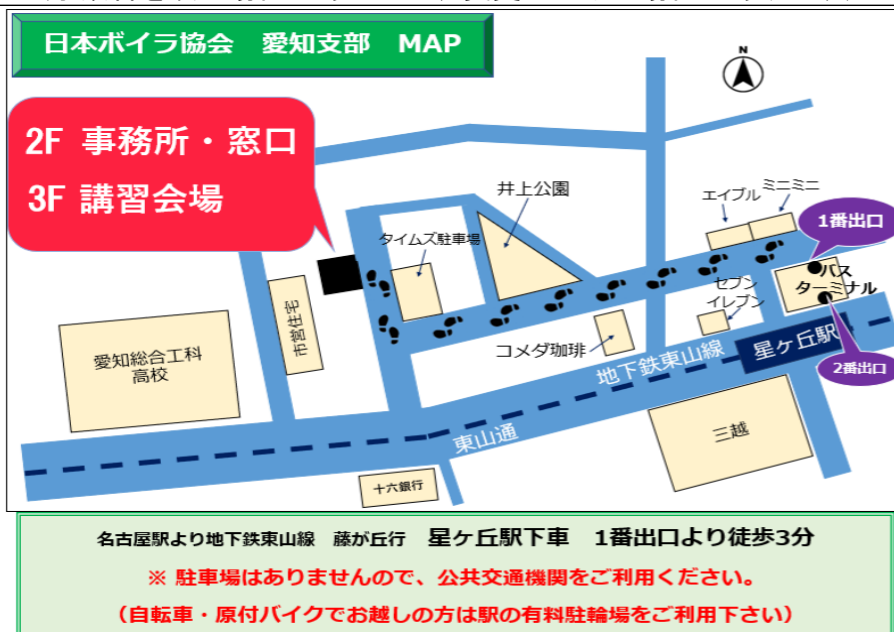 日本ボイラ協会 愛知支部 MAP
N
2F 事務所・窓口
3F 講習会場
井上公園
エイブル
ミニミニ
1番出口
タイムズ駐車場
バス
ターミナル
セブン
イレブン
市営住宅
愛知総合工科
高校
コメダ珈琲
地下鉄東山線
星ヶ丘駅
2番出口
東山通
三越
十六銀行
名古屋駅より地下鉄東山線 藤が丘行 星ケ丘駅下車 1番出口より徒歩3分
※ 駐車場はありませんので、公共交通機関をご利用ください。
（自転車・原付バイクでお越しの方は駅の有料駐輪場をご利用下さい）